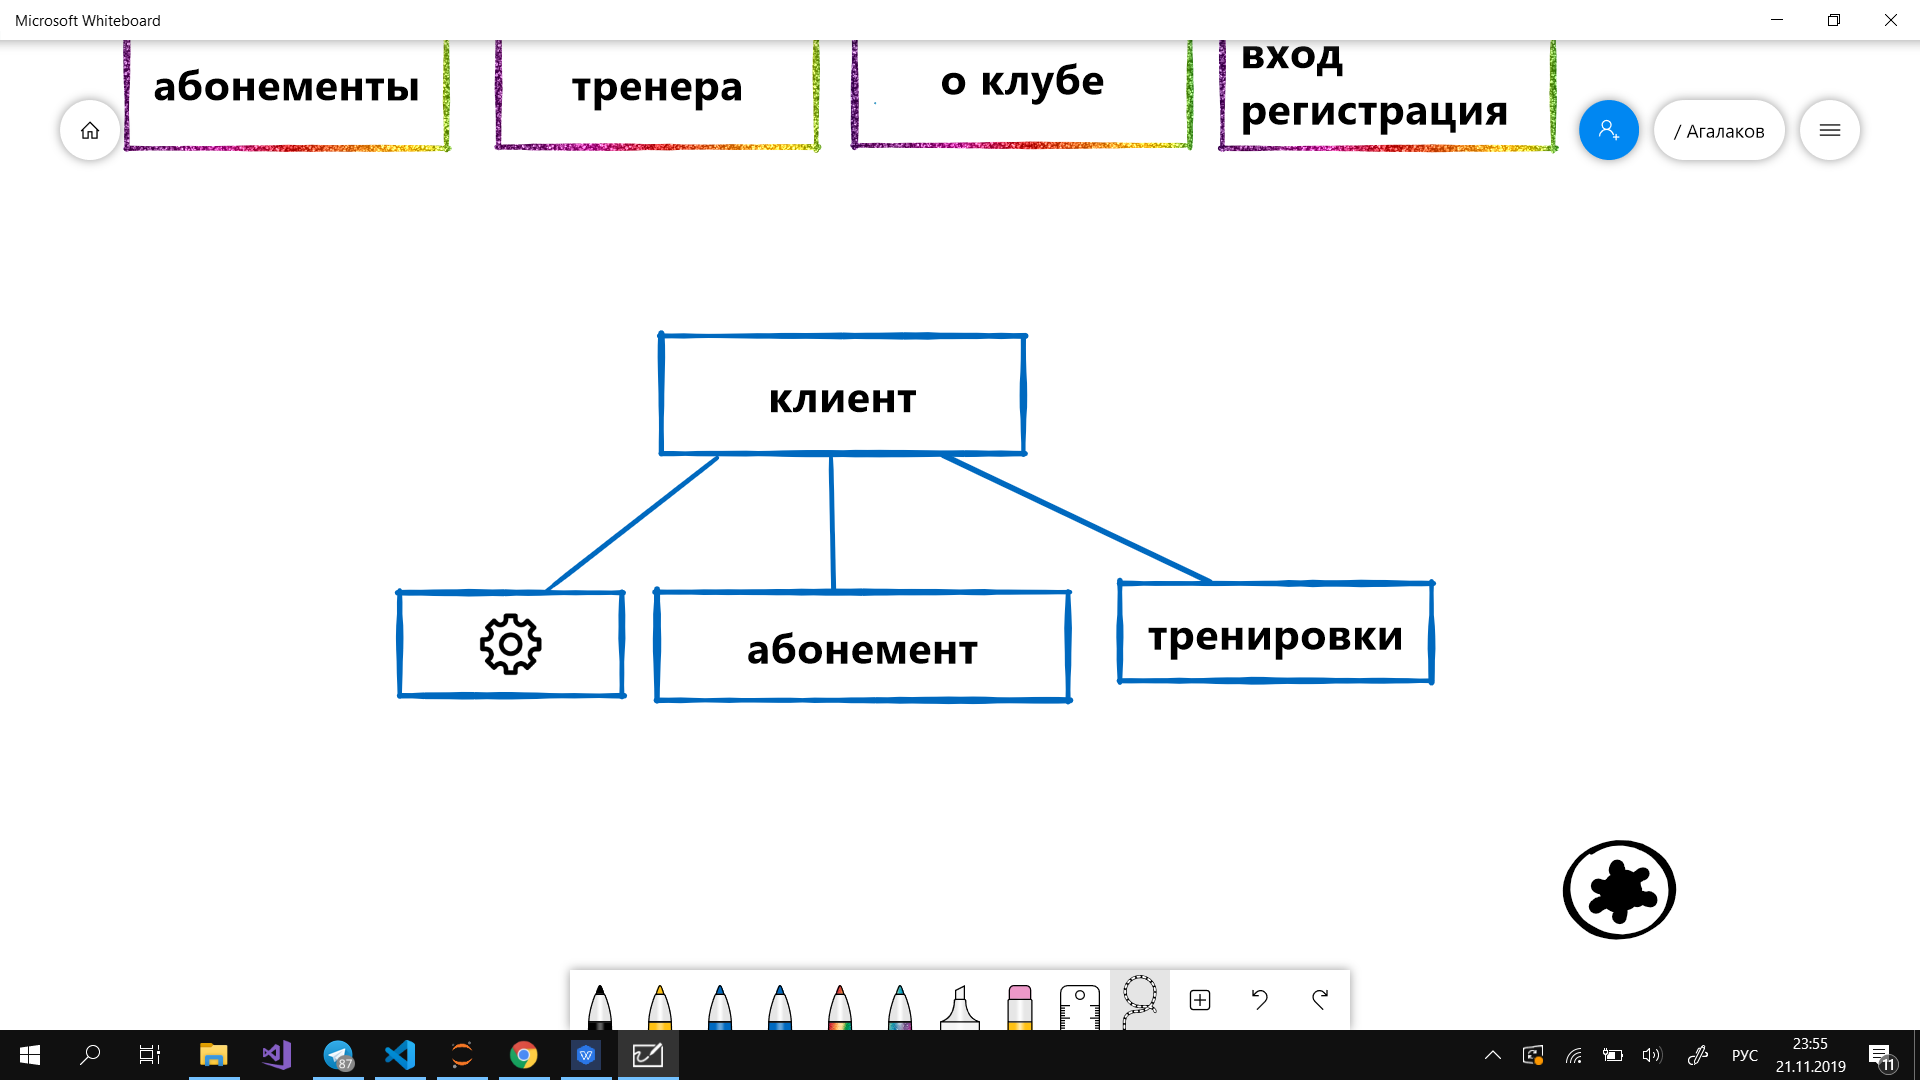 Microsoft Whiteboard
абонементы
тренера
о клубе
вход
регистрация
/ Агалаков
клиент
абонемент
тренировки
87
РУС
23:55
21.11.2019
11